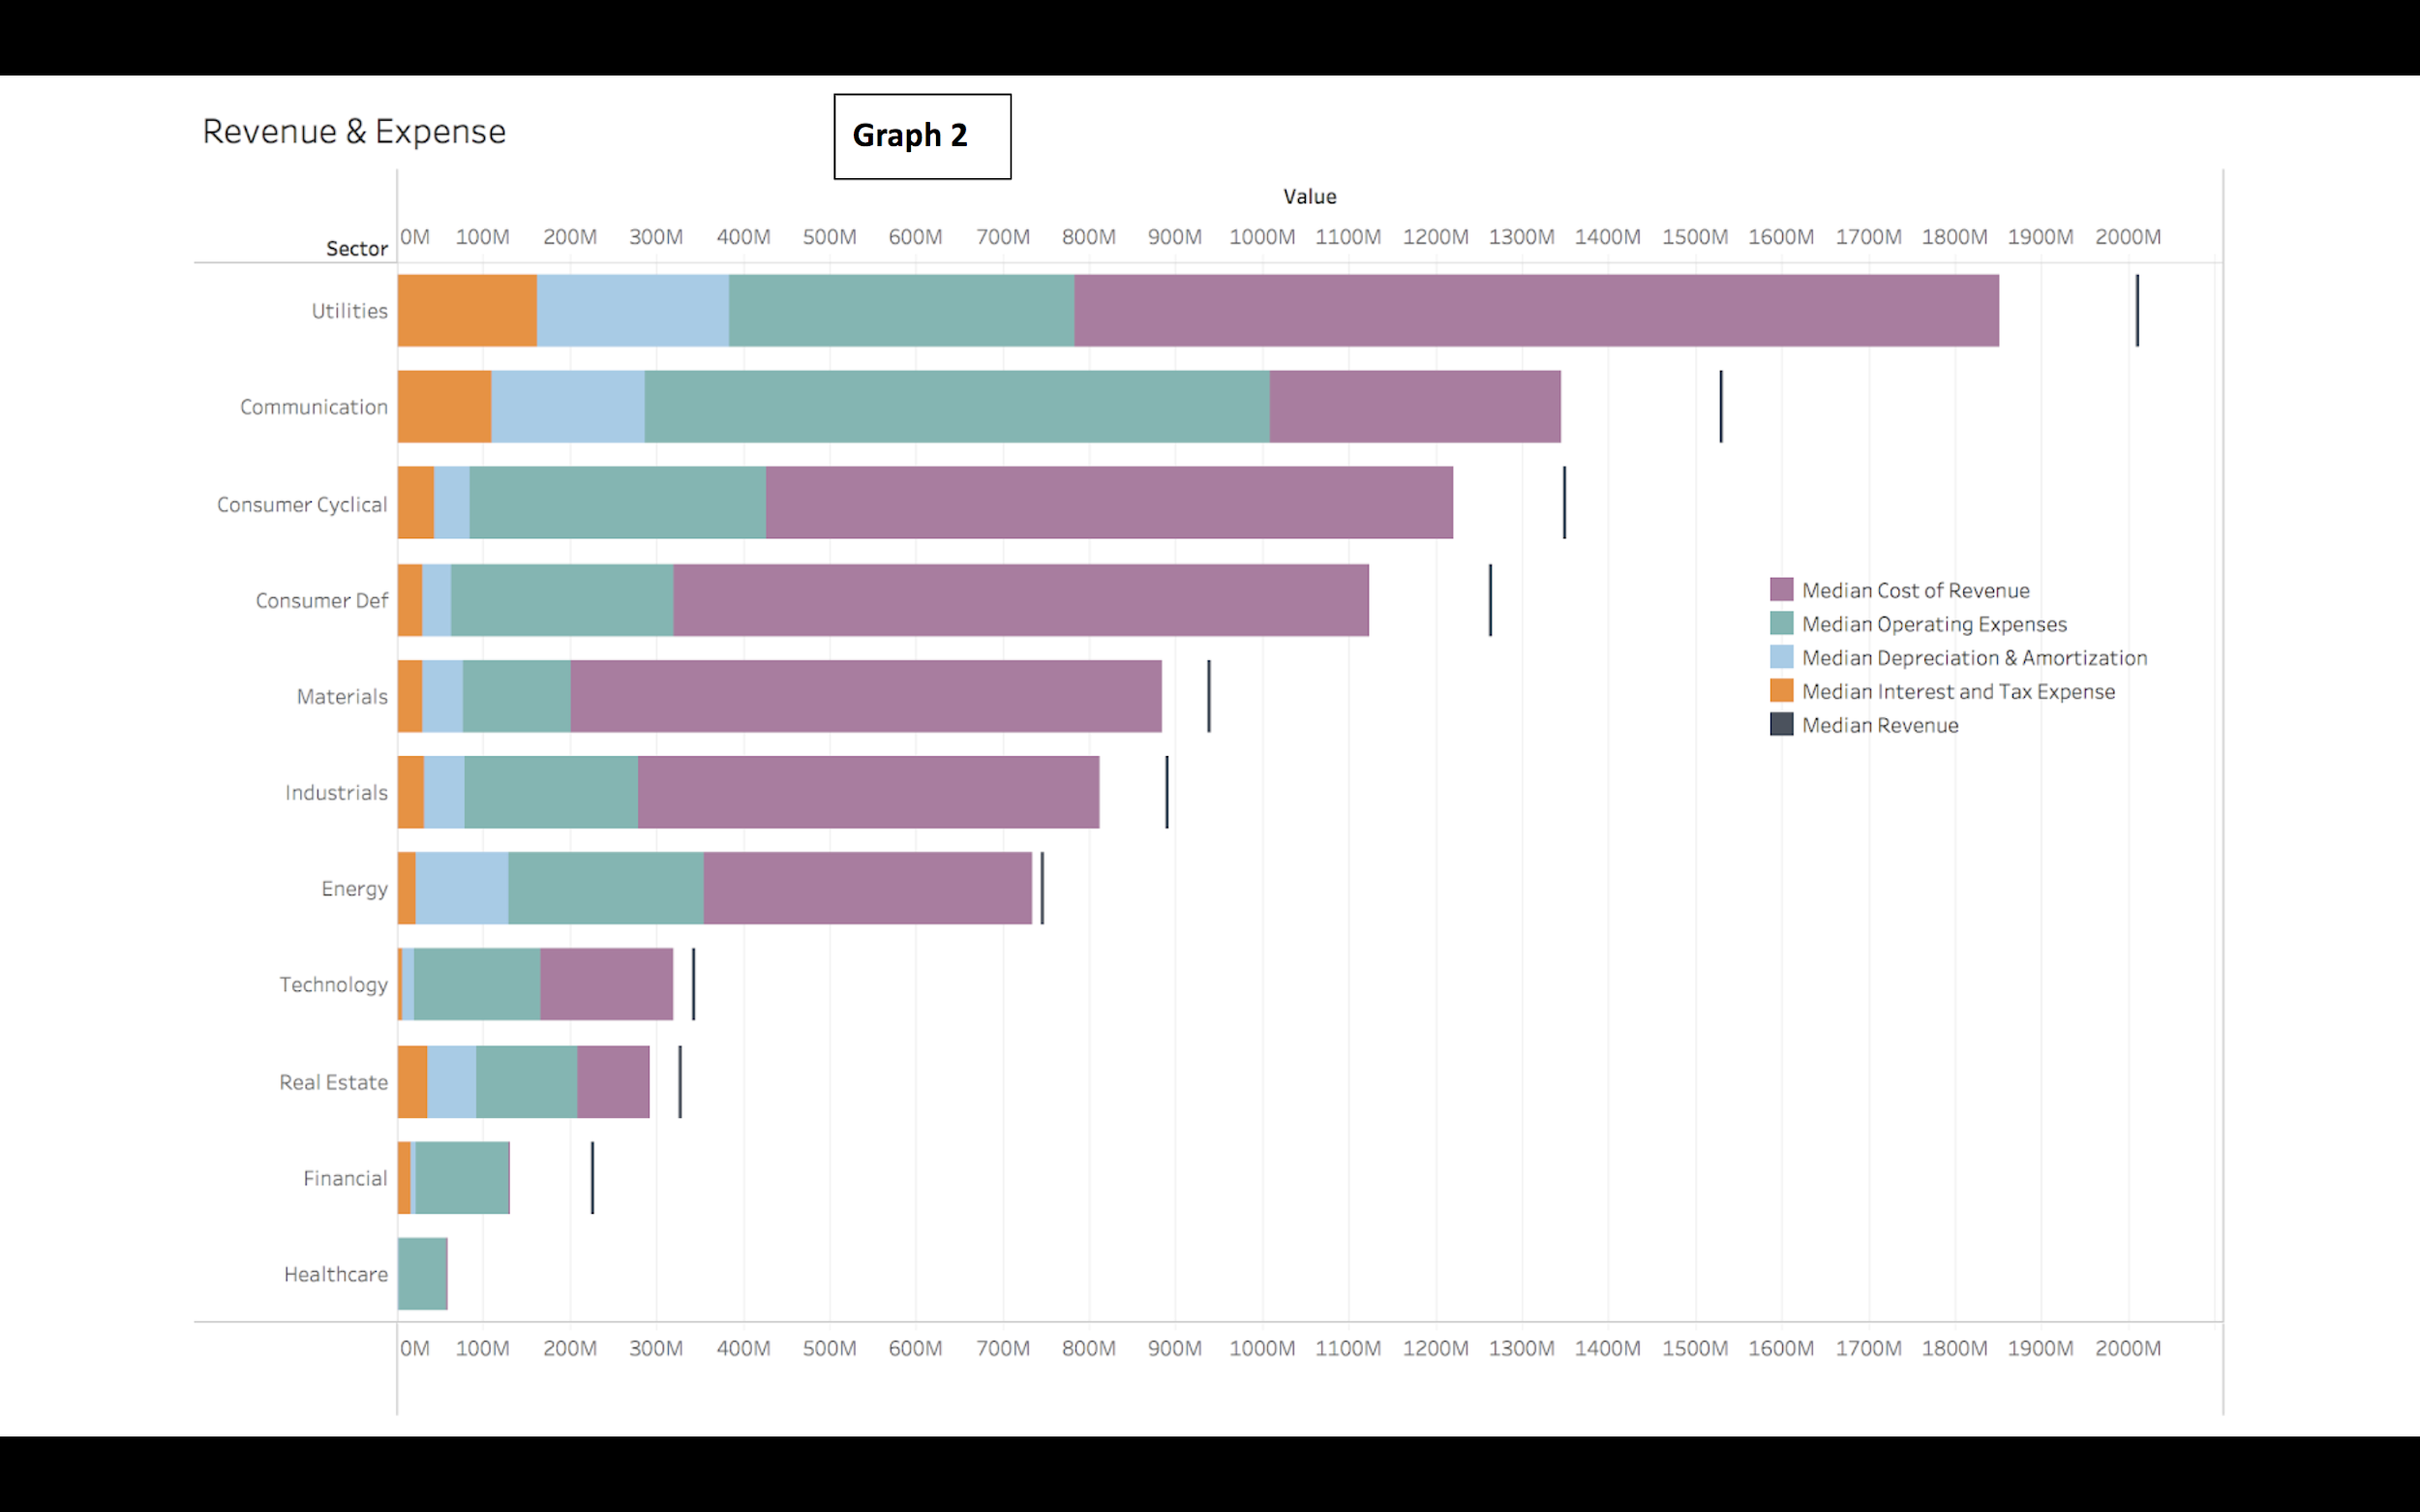 Revenue & Expense
Graph 2
Value
Sector
0M 100M 200M 300M 400M 500M 600M 700M 800M 900M 1000M 1100M 1200M 1300M 1400M 1500M 1600M 1700M 1800M 1900M 2000M
Utilities
Communication
Consumer Cyclical
Consumer Def
Materials
Industrials
Energy
Technology
Real Estate
Financial
Healthcare
Median Cost of Revenue
Median Operating Expenses
Median Depreciation & Amortization
Median Interest and Tax Expense
Median Revenue
0M 100M 200M 300M 400M 500M 600M 700M 800M 900M 1000M 1100M 1200M 1300M 1400M 1500M 1600M 1700M 1800M 1900M 2000M